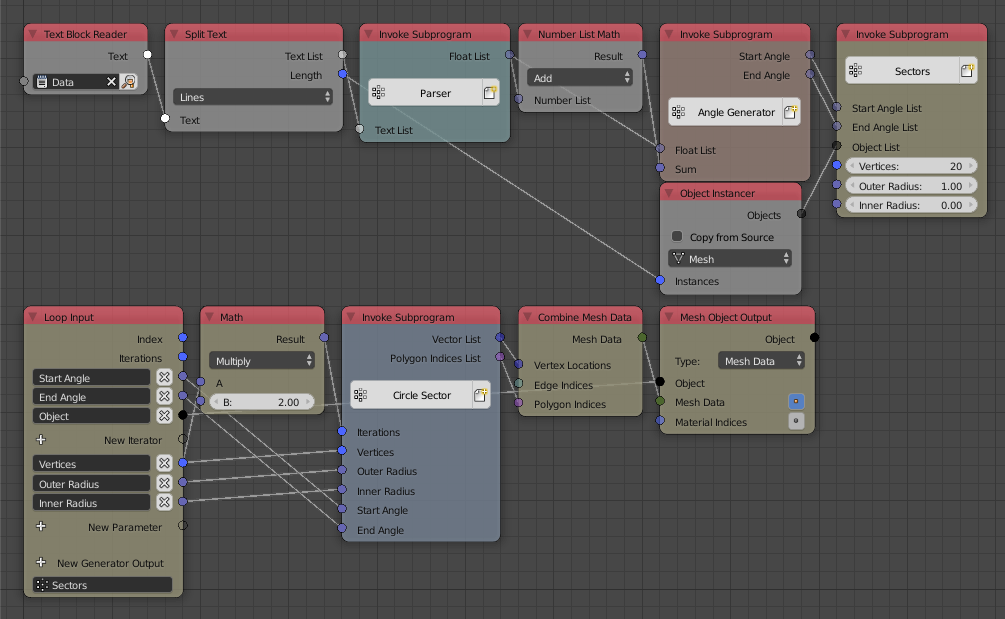 Text Block Reader
Text
Data
Split Text
Text List
Length
Lines
Text
Invoke Subprogram
Float List
Parser
Text List
Number List Math
Result
Add
Number List
Invoke Subprogram
Start Angle
End Angle
Angle Generator
Float List
Sum
Invoke Subprogram
Sectors
Start Angle List
End Angle List
Object List
Vertices: 20
Outer Radius: 1.00
Inner Radius: 0.00
Object Instancer
Objects
Copy from Source
Mesh
Instances
Loop Input
Index
Iterations
Start Angle
End Angle
Object
New Iterator
Vertices
Outer Radius
Inner Radius
New Parameter
New Generator Output
Sectors
Math
Result
Multiply
A
B: 2.00
Invoke Subprogram
Vector List
Polygon Indices List
Circle Sector
Iterations
Vertices
Outer Radius
Inner Radius
Start Angle
End Angle
Combine Mesh Data
Mesh Data
Vertex Locations
Edge Indices
Polygon Indices
Mesh Object Output
Object
Type: Mesh Data
Object
Mesh Data
Material Indices